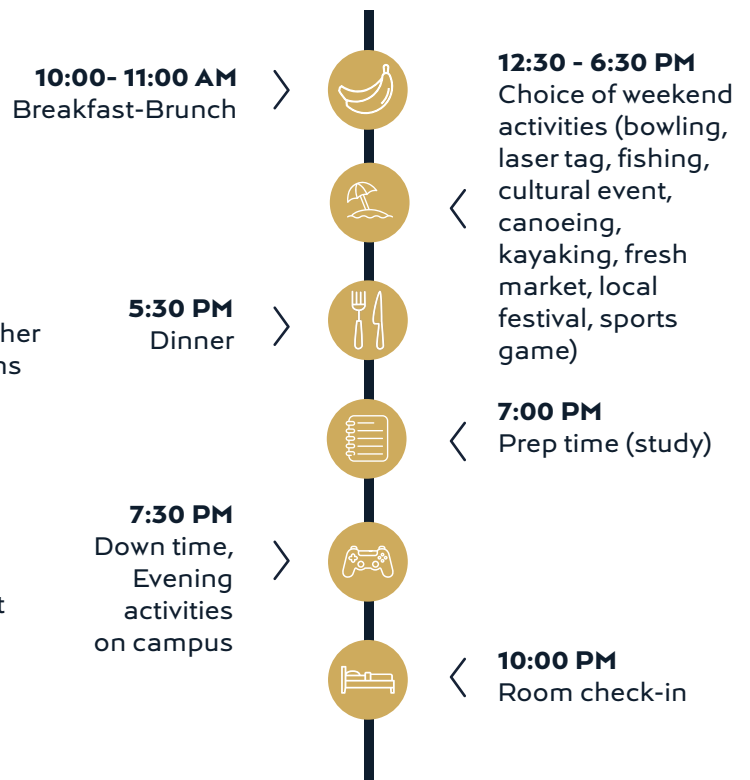 10:00- 11:00 AM
Breakfast-Brunch
12:30 - 6:30 PM
Choice of weekend
activities (bowling,
laser tag, fishing,
cultural event,
canoeing,
kayaking, fresh
market, local
festival, sports
game)
5:30 PM
Dinner
7:00 PM
Prep time (study)
7:30 PM
Down time,
Evening
activities
on campus
10:00 PM
Room check-in